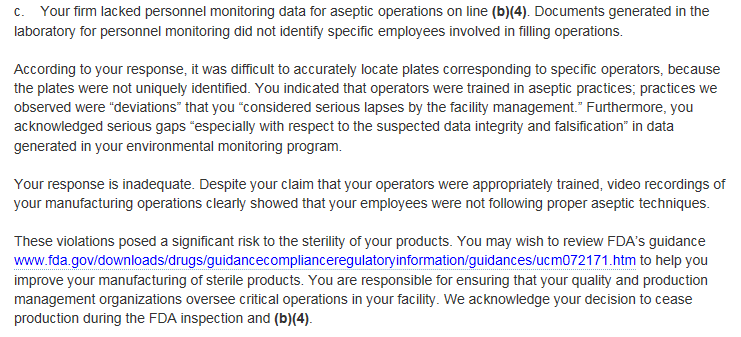 c. Your firm lacked personnel monitoring data for aseptic operations on line (b)(4). Documents generated in the
laboratory for personnel monitoring did not identify specific employees involved in filling operations.
According to your response, it was difficult to accurately locate plates corresponding to specific operators, because
the plates were not uniquely identified. You indicated that operators were trained in aseptic practices; practices we
observed were “deviations” that you “considered serious lapses by the facility management.” Furthermore, you
acknowledged serious gaps “especially with respect to the suspected data integrity and falsification” in data
generated in your environmental monitoring program.
Your response is inadequate. Despite your claim that your operators were appropriately trained, video recordings of
your manufacturing operations clearly showed that your employees were not following proper aseptic techniques.
These violations posed a significant risk to the sterility of your products. You may wish to review FDA’s guidance
www.fda.gov/downloads/drugs/guidancecomplianceregulatoryinformation/guidances/ucm072171.htm to help you
improve your manufacturing of sterile products. You are responsible for ensuring that your quality and production
management organizations oversee critical operations in your facility. We acknowledge your decision to cease
production during the FDA inspection and (b)(4).